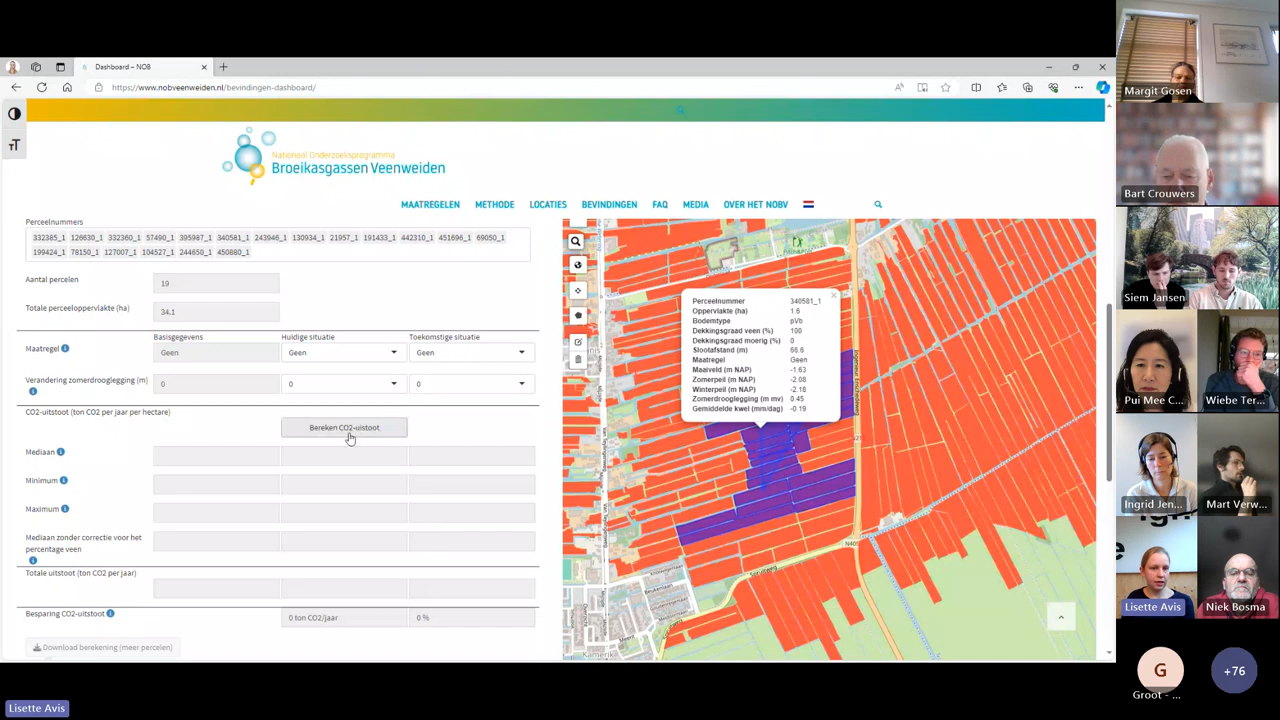 Dashboard – NOB
https://www.nobveenweiden.nl/bevindingen-dashboard/
Nationaal Onderzoeksprogramma
Broeikasgassen Veenweiden
MAATREGELEN METHODE LOCATIES BEVINDINGEN FAQ MEDIA OVER HET NOBV
Perceelnummers
332385_1 126630_1 332360_1 57490_1 395987_1 340581_1 243946_1 130934_1 21957_1 191433_1 442310_1 451696_1 69050_1
199424_1 78150_1 127007_1 104527_1 244650_1 450880_1
Aantal percelen 19
Totale perceeloppervlakte (ha) 34.1
Basisgegevens Huidige situatie Toekomstige situatie
Maatregel Geen Geen Geen
Verandering zomerdrooglegging (m) 0 0 0
CO2-uitstoot (ton CO2 per jaar per hectare)
Bereken CO2-uistoot
Mediaan
Minimum
Maximum
Mediaan zonder correctie voor het
percentage veen
Totale uitstoot (ton CO2 per jaar)
Besparing CO2-uitstoot 0 ton CO2/jaar 0 %
Download berekening (meer percelen)
Perceelnummer 340581_1
Oppervlakte (ha) 1.6
Bodemtype pVb
Dekkingsgraad veen (%) 100
Dekkingsgraad moerig (%) 0
Slootafstand (m) 66.6
Maatregel Geen
Maaiveld (m NAP) -1.63
Zomerpeil (m NAP) -2.08
Winterpeil (m NAP) -2.18
Zomerdrooglegging (m mv) 0.45
Gemiddelde kwel (mm/dag) -0.19
N405
Kamerik
Margit Gosen
Bart Crouwers
Siem Jansen
Pui Mee C... Wiebe Ter...
Ingrid Jen... Mart Verw...
Lisette Avis Niek Bosma
G +76
Groot - ...
Lisette Avis